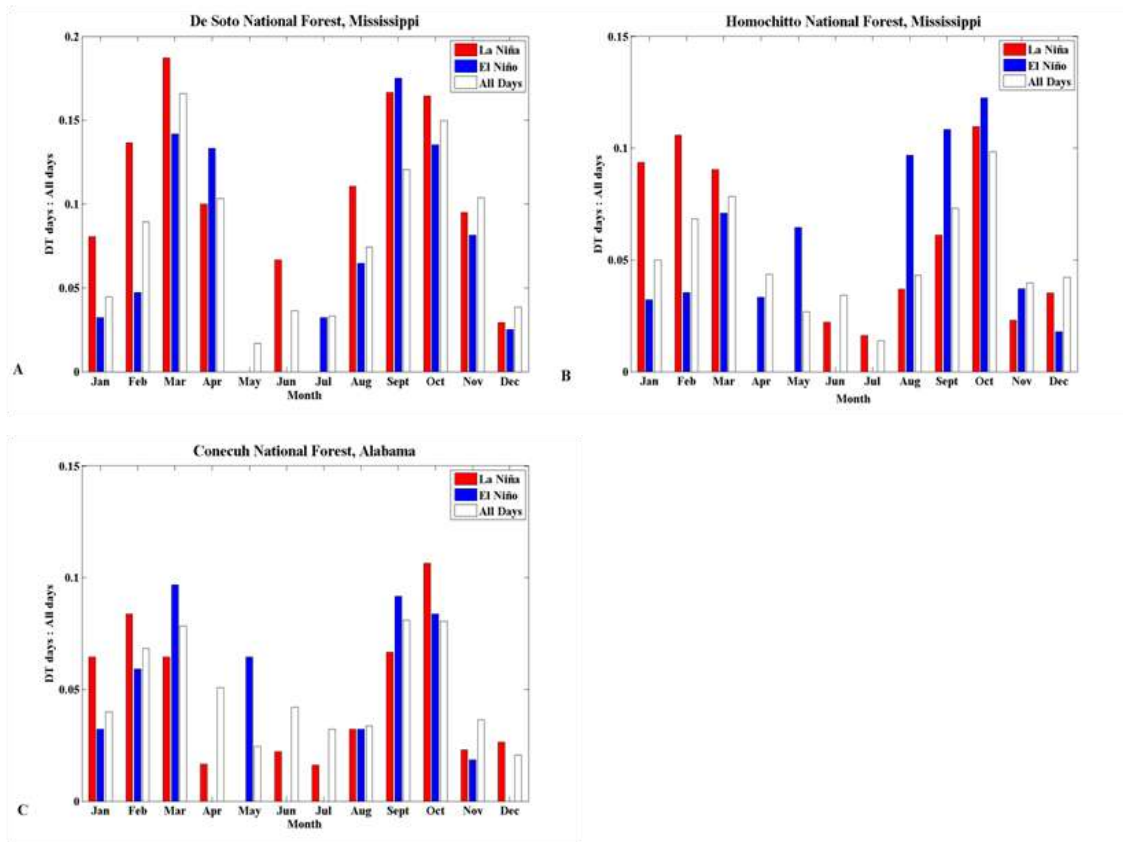 De Soto National Forest, Mississippi
0.2
0.15
0.1
0.05
0
DT days : All days
La Niña
El Niño
All Days
Jan Feb Mar Apr May Jun Jul Aug Sept Oct Nov Dec
Month
A
Homochitto National Forest, Mississippi
0.15
0.1
0.05
0
DT days : All days
La Niña
El Niño
All Days
Jan Feb Mar Apr May Jun Jul Aug Sept Oct Nov Dec
Month
B
Conecuh National Forest, Alabama
0.15
0.1
0.05
0
DT days : All days
La Niña
El Niño
All Days
Jan Feb Mar Apr May Jun Jul Aug Sept Oct Nov Dec
Month
C